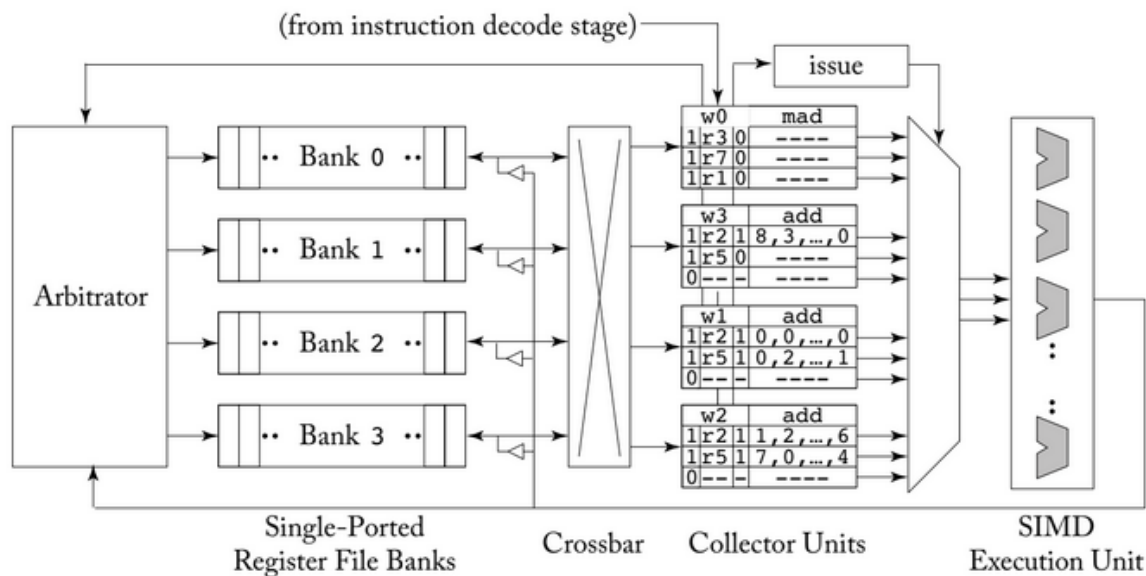 (from instruction decode stage)
issue
Arbitrator
•• Bank 0 ••
•• Bank 1 ••
•• Bank 2 ••
•• Bank 3 ••
w0 mad
1 r3 0 ----
1 r7 0 ----
1 r1 0 ----
w3 add
1 r2 1 8,3,…,0
1 r5 0 ----
0 -- - ----
w1 add
1 r2 1 0,0,…,0
1 r5 1 0,2,…,1
0 -- - ----
w2 add
1 r2 1 1,2,…,6
1 r5 1 7,0,…,4
0 -- - ----
Single-Ported
Register File Banks
Crossbar
Collector Units
SIMD
Execution Unit